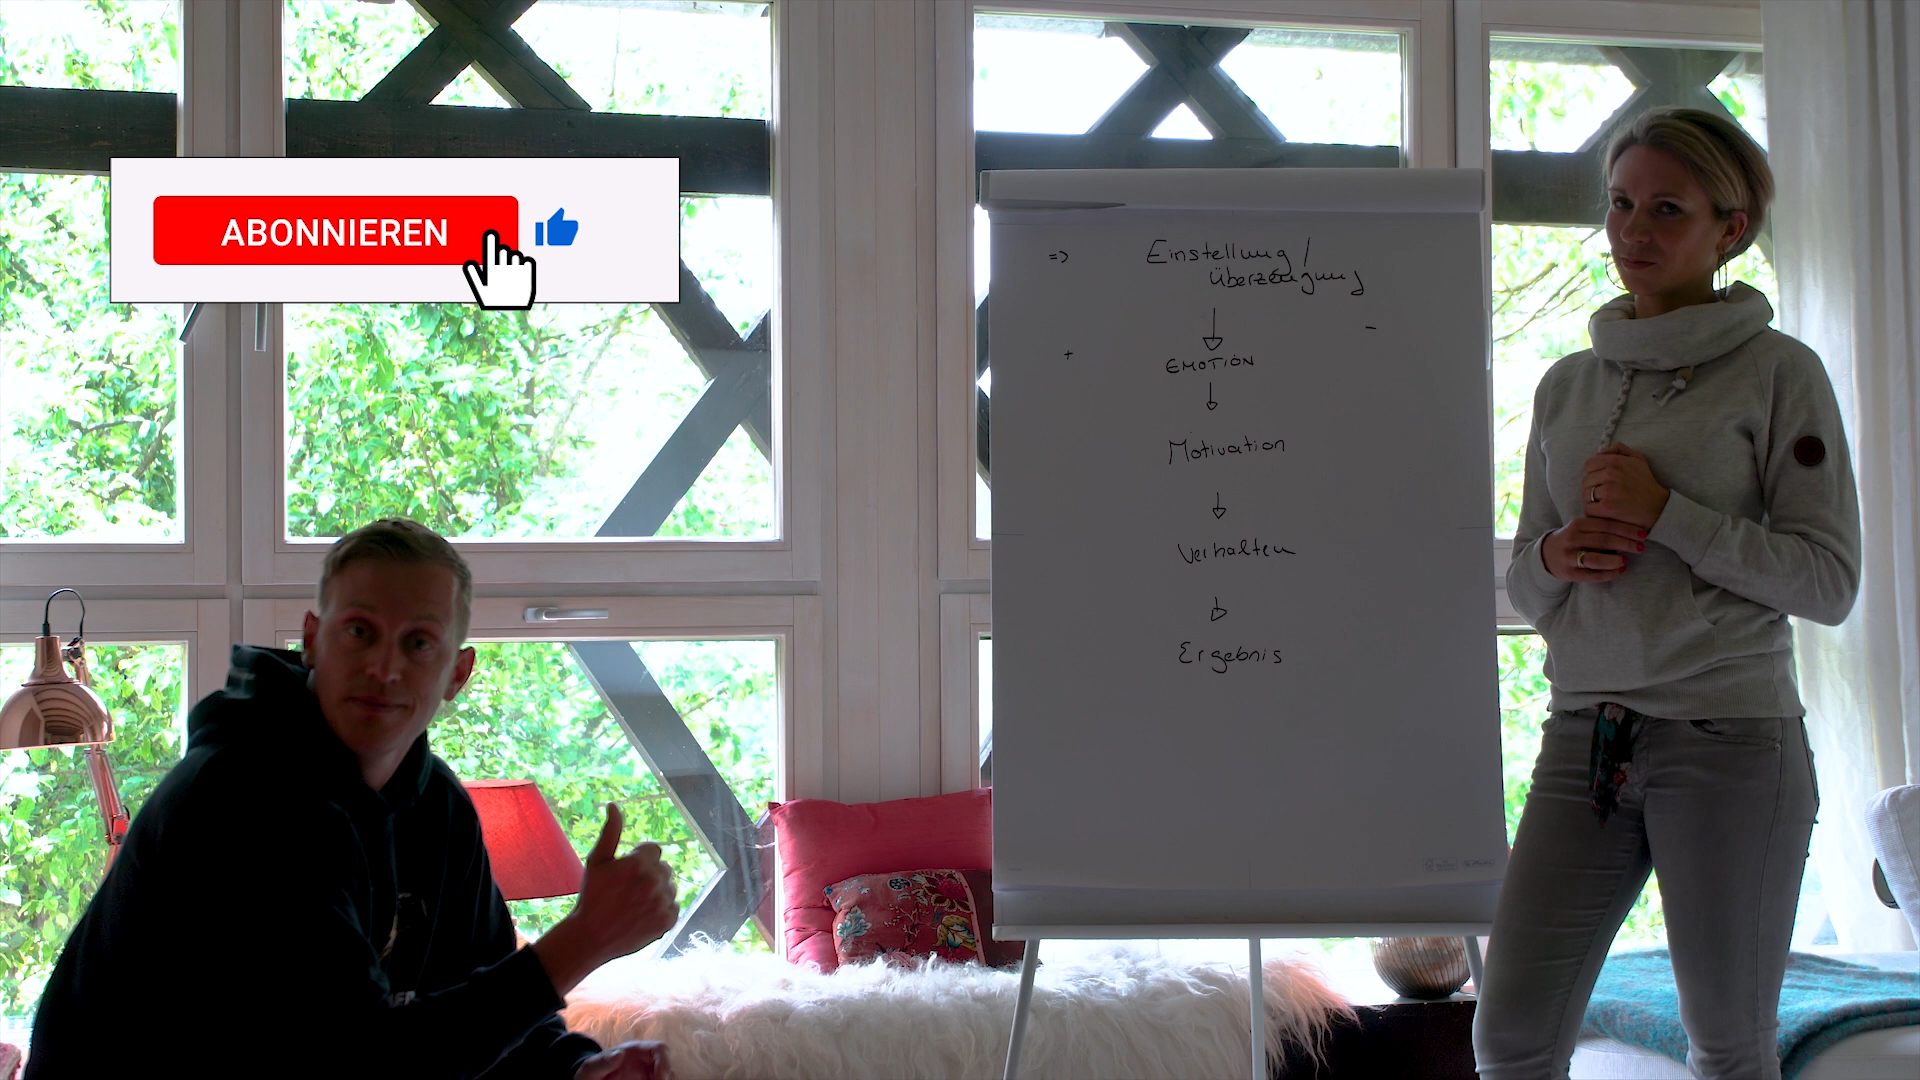 ABONNIEREN
=> Einstellung /
Überzeugung
-
+
EMOTION
Motivation
Verhalten
Ergebnis